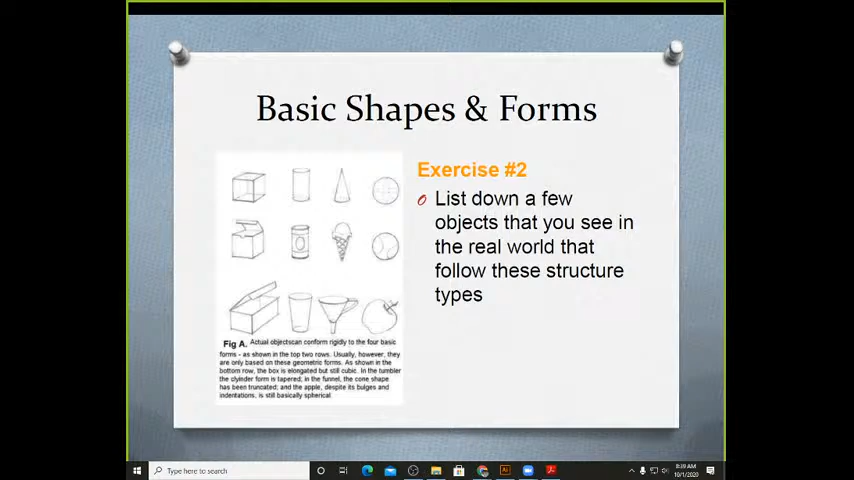 Basic Shapes & Forms
Exercise #2
List down a few
objects that you see in
the real world that
follow these structure
types
Fig A. Actual objectscan conform rigidly to the four basic
forms - as shown in the top two rows. Usually, however, they
are only based on these geometric forms. As shown in the
bottom row, the box is elongated but still cubic. In the tumbler
the clyinder form is tapered; in the funnel, the cone shape
has been truncated; and the apple, despite its bulges and
indentations, is still basically spherical
Type here to search
8:39 AM
10/1/2020